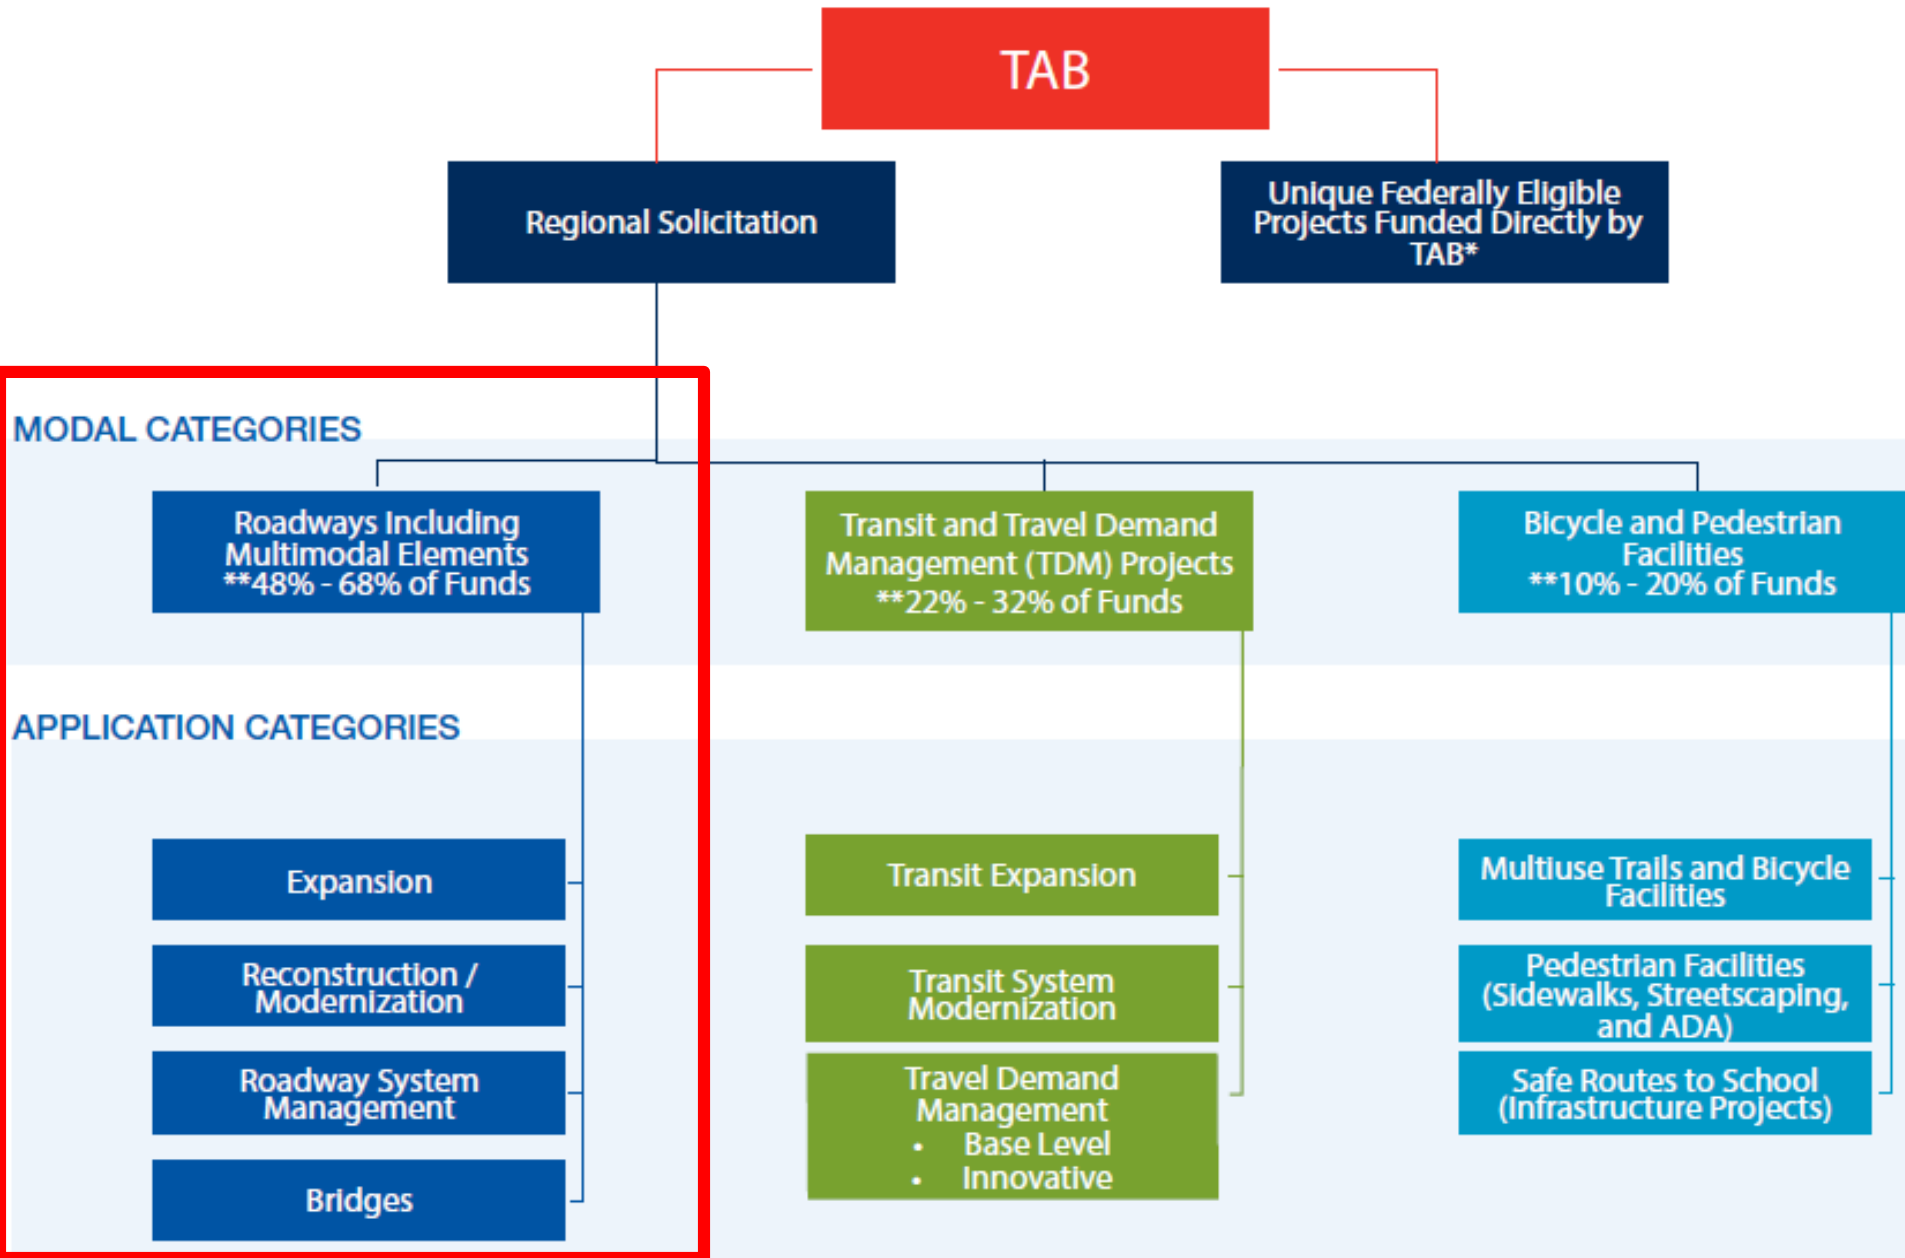 TAB
Regional Solicitation
Unique Federally Eligible
Projects Funded Directly by
TAB*
MODAL CATEGORIES
Roadways Including
Multimodal Elements
**48% - 68% of Funds
Transit and Travel Demand
Management (TDM) Projects
**22% - 32% of Funds
Bicycle and Pedestrian
Facilities
**10% - 20% of Funds
APPLICATION CATEGORIES
Expansion
Reconstruction /
Modernization
Roadway System
Management
Bridges
Transit Expansion
Transit System
Modernization
Travel Demand
Management
• Base Level
• Innovative
Multiuse Trails and Bicycle
Facilities
Pedestrian Facilities
(Sidewalks, Streetscaping,
and ADA)
Safe Routes to School
(Infrastructure Projects)